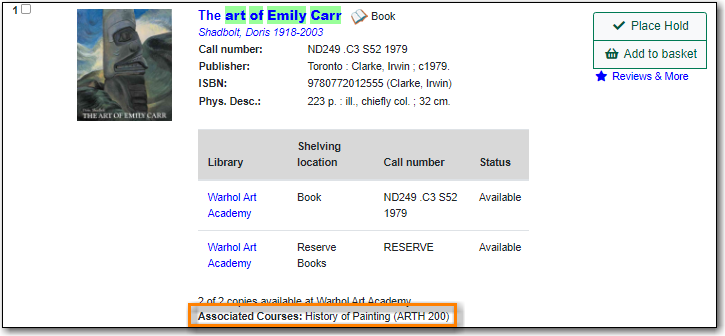 1
The art of Emily Carr Book
Shadbolt, Doris 1918-2003
Call number: ND249 .C3 S52 1979
Publisher: Toronto : Clarke, Irwin ; c1979.
ISBN: 9780772012555 (Clarke, Irwin)
Phys. Desc.: 223 p. : ill., chiefly col. ; 32 cm.
THE ART OF EMILY CARR
Place Hold
Add to basket
Reviews & More
Library Shelving location Call number Status
Warhol Art Academy Book ND249 .C3 S52 1979 Available
Warhol Art Academy Reserve Books RESERVE Available
2 of 2 copies available at Warhol Art Academy
Associated Courses: History of Painting (ARTH 200)